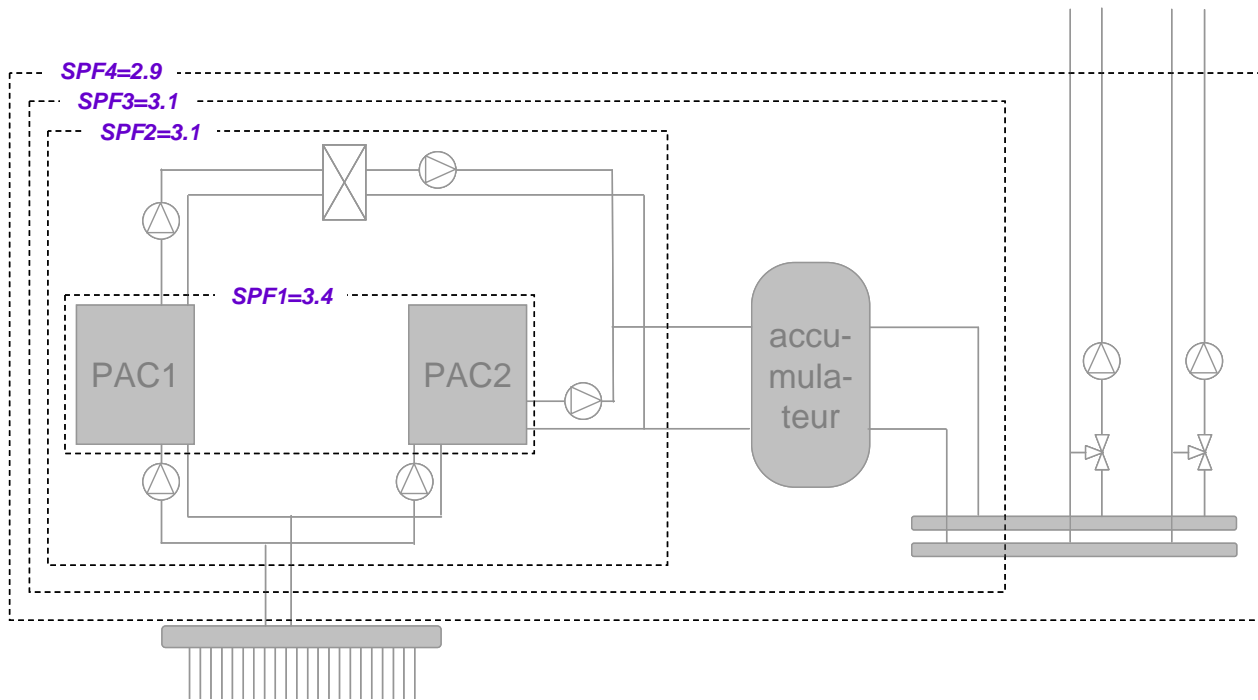 SPF4=2.9
SPF3=3.1
SPF2=3.1
SPF1=3.4
PAC1
PAC2
accu-
mula-
teur